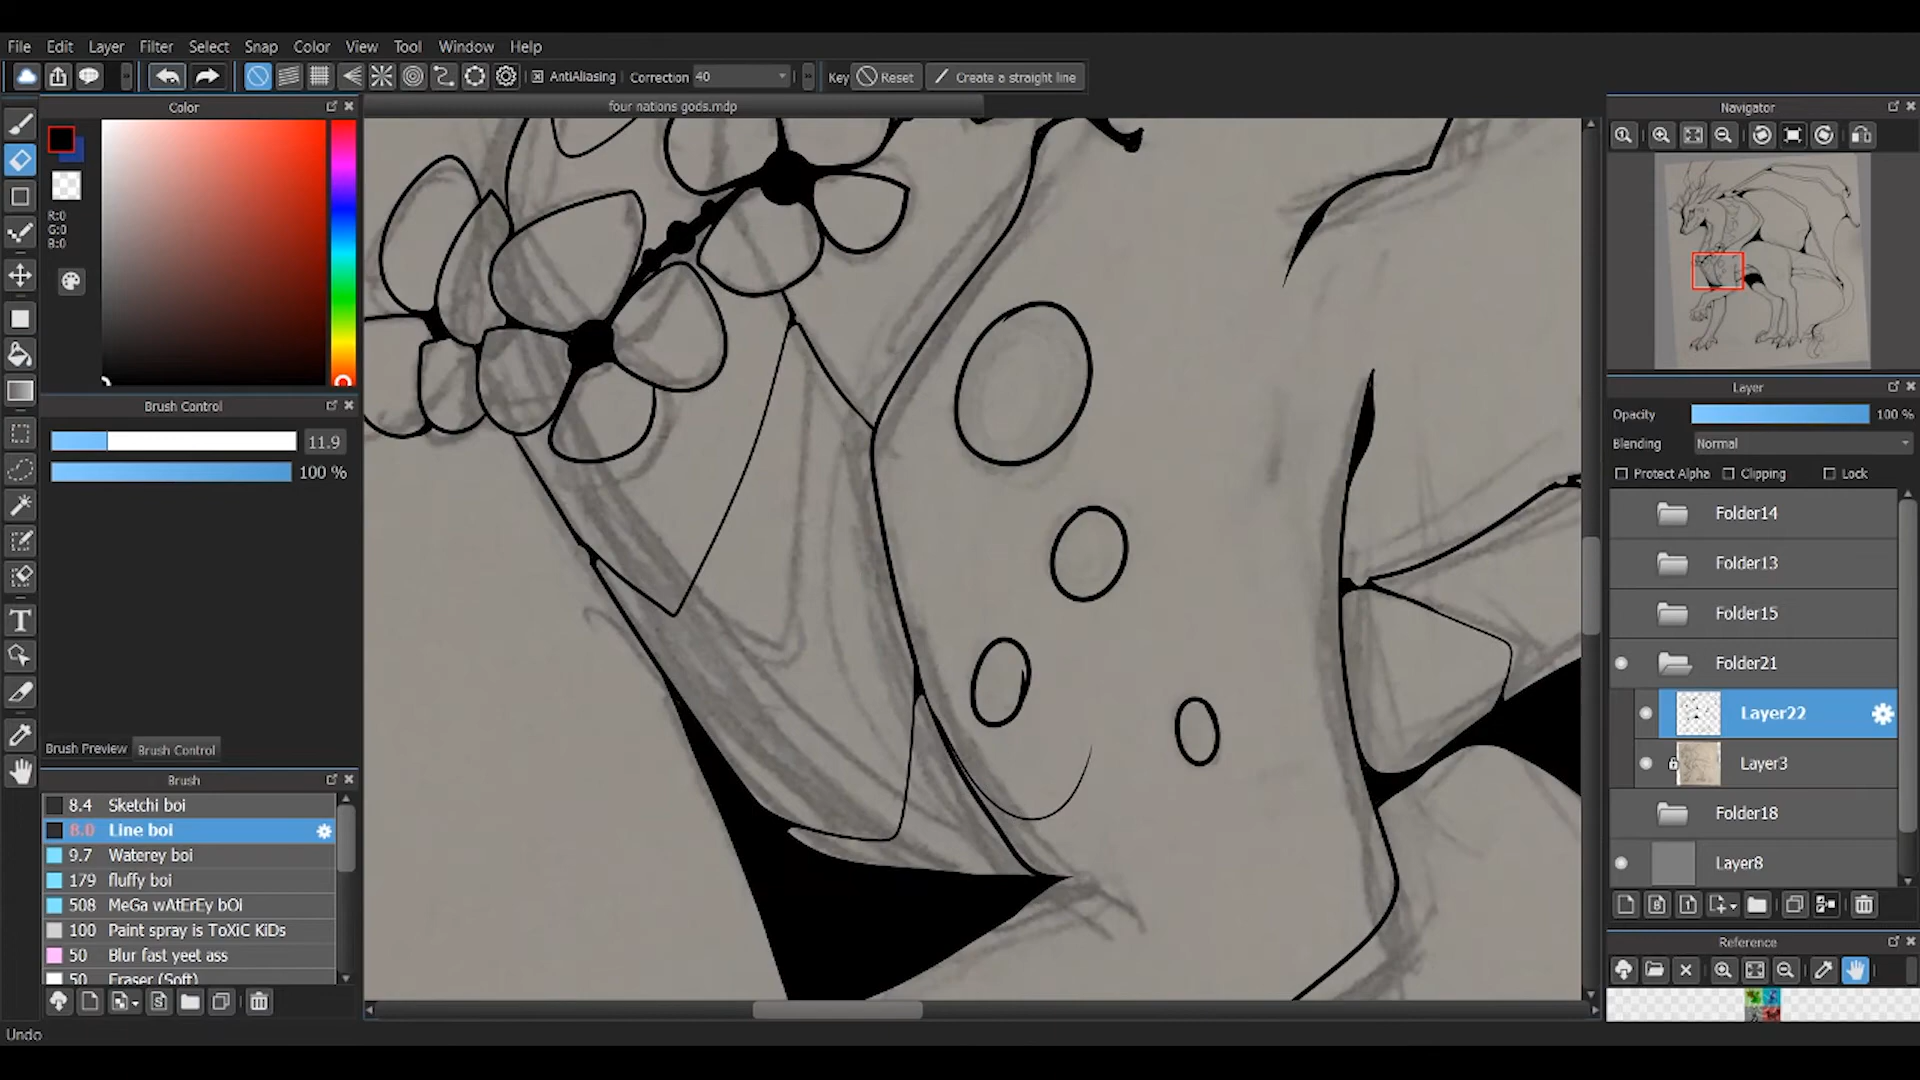 File Edit Layer Filter Select Snap Color View Tool Window Help
AntiAliasing Correction 40 Key Reset Create a straight line
Color
four nations gods.mdp
Navigator
R:0
G:0
B:0
Layer
Opacity 100 %
Blending Normal
Protect Alpha Clipping Lock
Brush Control
11.9
100 %
Folder14
Folder13
Folder15
Folder21
Layer22
Layer3
Folder18
Layer8
Brush Preview Brush Control
Brush
8.4 Sketchi boi
8.0 Line boi
9.7 Waterey boi
179 fluffy boi
508 MeGa wAtErEy bOi
100 Paint spray is ToXiC KiDs
50 Blur fast yeet ass
50 Eraser (Soft)
Reference
Undo